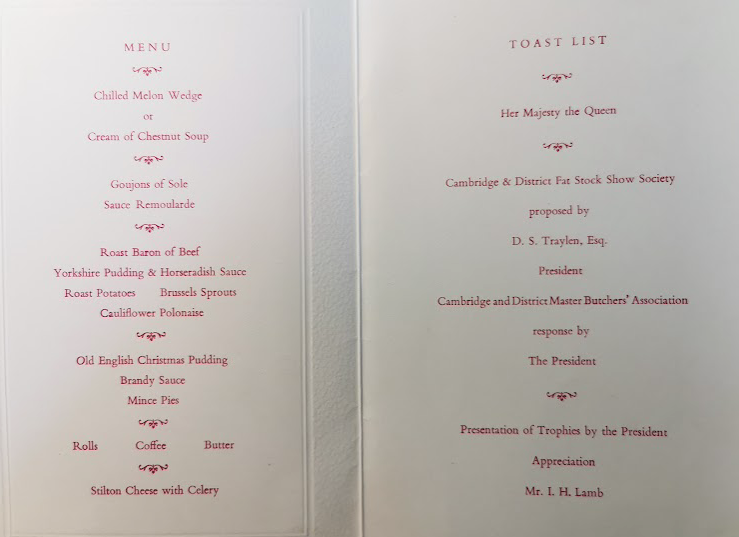 MENU
Chilled Melon Wedge
or
Cream of Chestnut Soup
Goujons of Sole
Sauce Remoularde
Roast Baron of Beef
Yorkshire Pudding & Horseradish Sauce
Roast Potatoes Brussels Sprouts
Cauliflower Polonaise
Old English Christmas Pudding
Brandy Sauce
Mince Pies
Rolls Coffee Butter
Stilton Cheese with Celery
TOAST LIST
Her Majesty the Queen
Cambridge & District Fat Stock Show Society
proposed by
D. S. Traylen, Esq.
President
Cambridge and District Master Butchers' Association
response by
The President
Presentation of Trophies by the President
Appreciation
Mr. I. H. Lamb